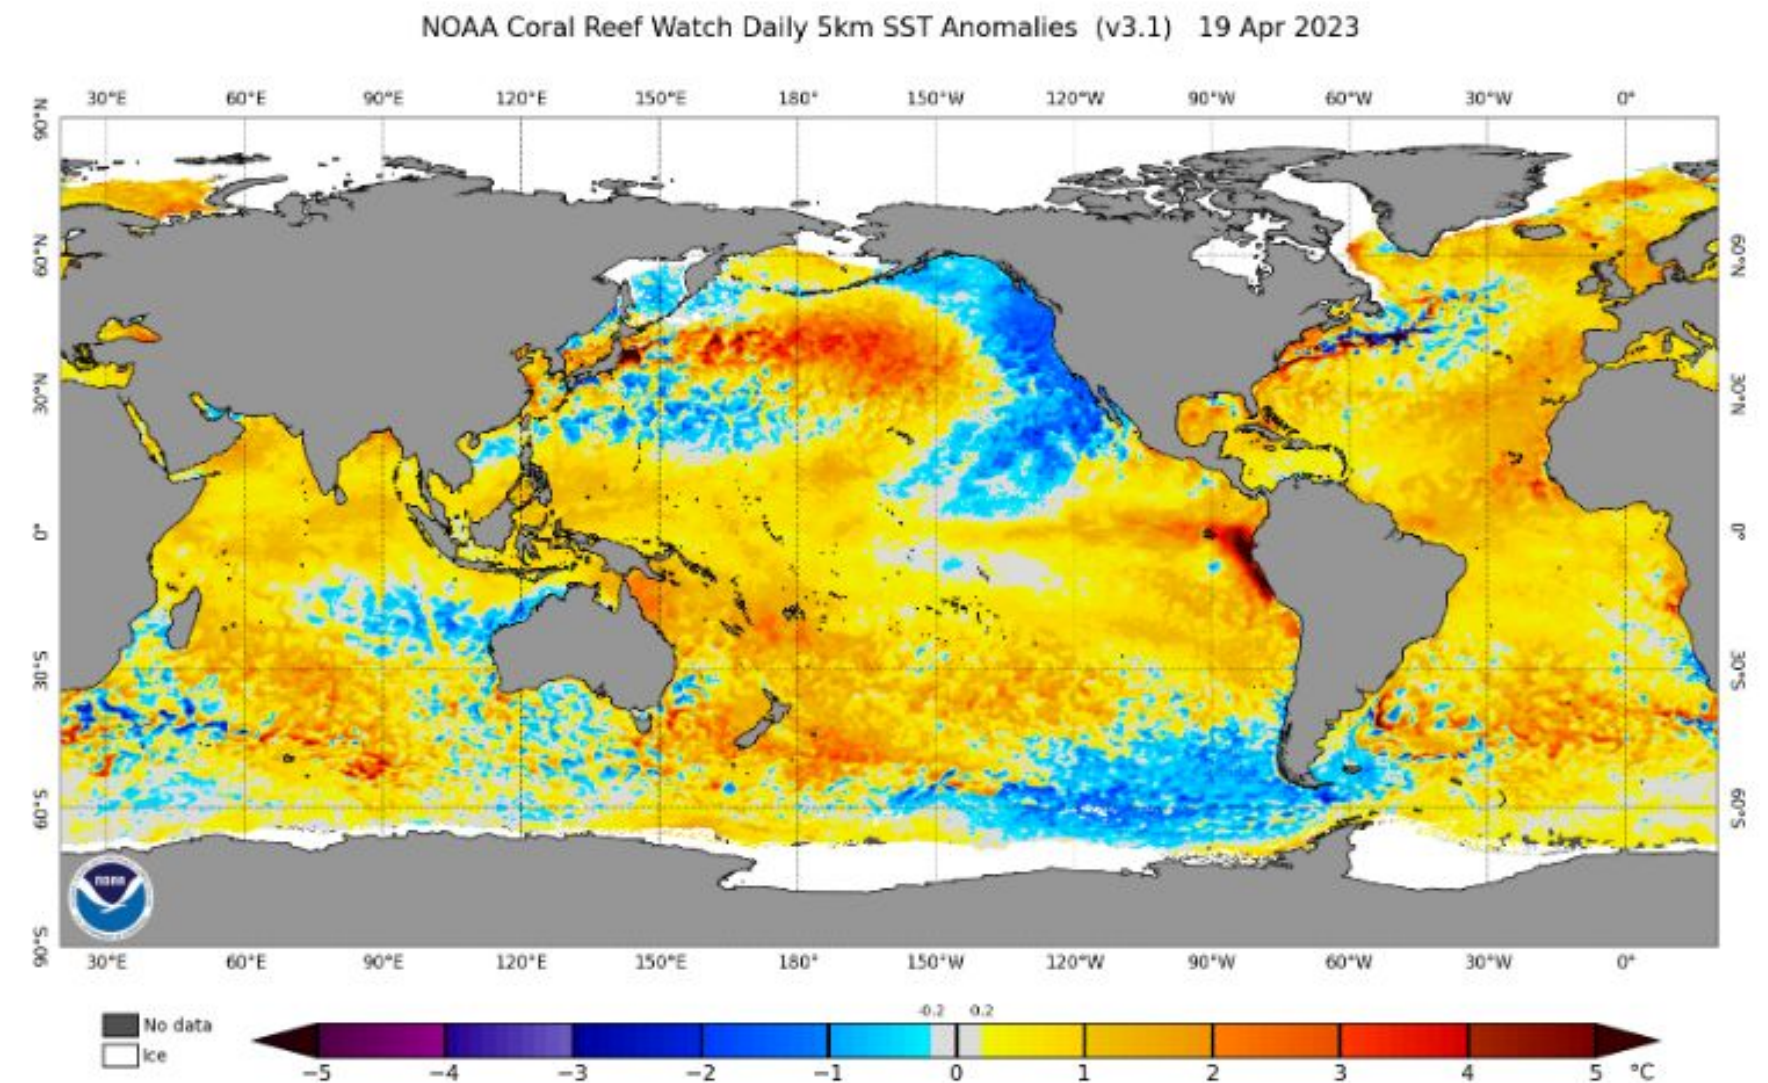 NOAA Coral Reef Watch Daily 5km SST Anomalies (v3.1) 19 Apr 2023
30°E 60°E 90°E 120°E 150°E 180° 150°W 120°W 90°W 60°W 30°W 0°
90°N
60°N 60°N
30°N 30°N
0° 0°
30°S 30°S
60°S 60°S
NOAA
90°S
30°E 60°E 90°E 120°E 150°E 180° 150°W 120°W 90°W 60°W 30°W 0°
-0.2 0.2
No data
Ice
−5 −4 −3 −2 −1 0 1 2 3 4 5 °C